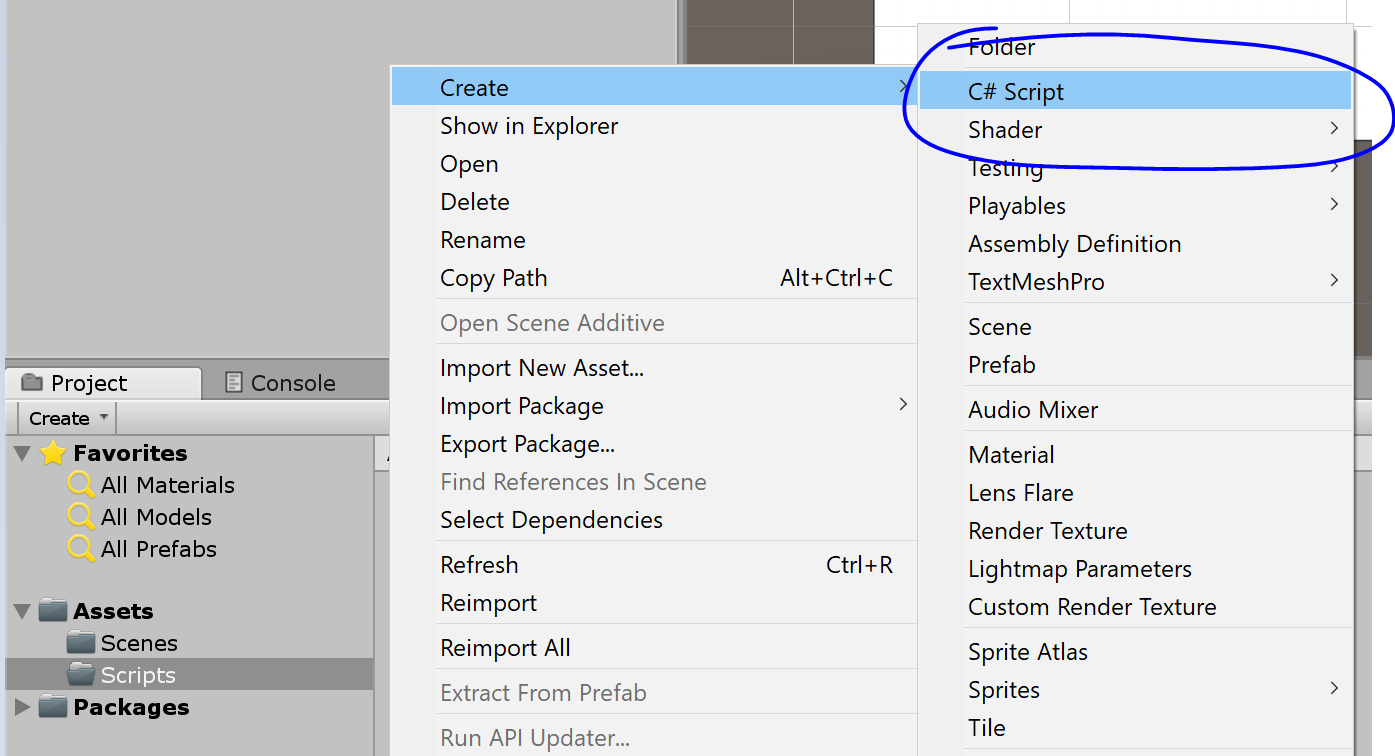 Folder
C# Script
Shader
Testing
Playables
Assembly Definition
TextMeshPro
Scene
Prefab
Audio Mixer
Material
Lens Flare
Render Texture
Lightmap Parameters
Custom Render Texture
Sprite Atlas
Sprites
Tile
Create
Show in Explorer
Open
Delete
Rename
Copy Path Alt+Ctrl+C
Open Scene Additive
Import New Asset...
Import Package
Export Package...
Find References In Scene
Select Dependencies
Refresh Ctrl+R
Reimport
Reimport All
Extract From Prefab
Run API Updater...
Project Console
Create
Favorites
All Materials
All Models
All Prefabs
Assets
Scenes
Scripts
Packages